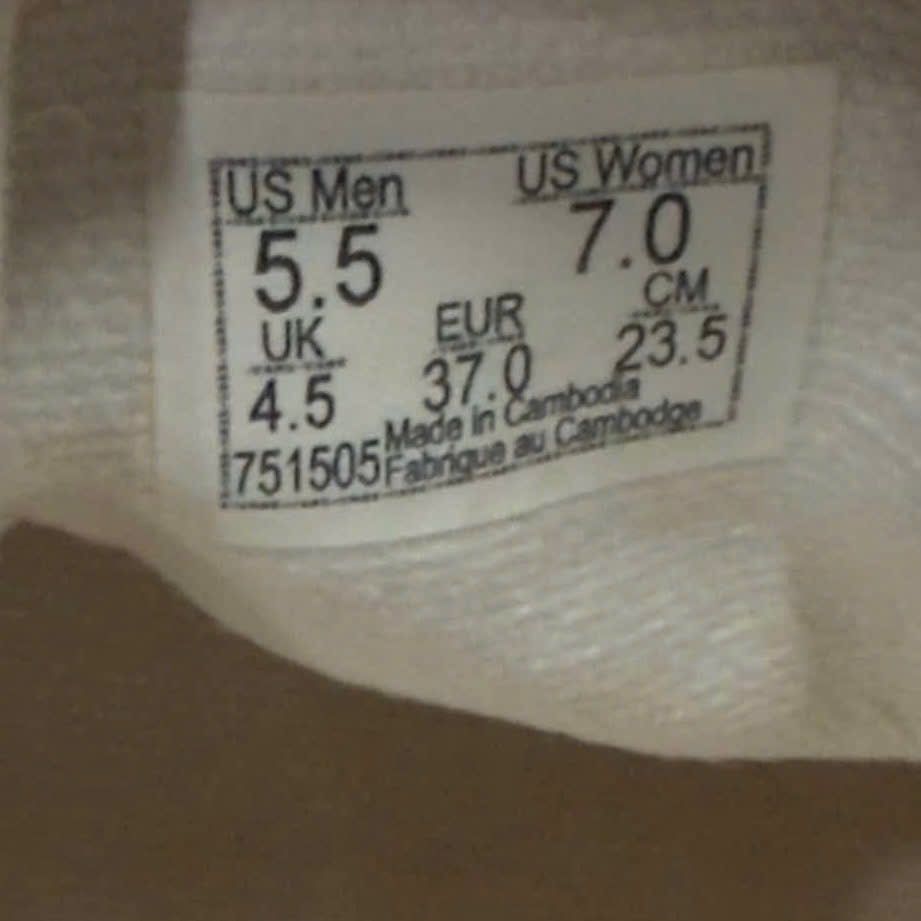 US Men US Women
5.5 7.0
UK EUR CM
4.5 37.0 23.5
751505 Made in Cambodia
Fabrique au Cambodge